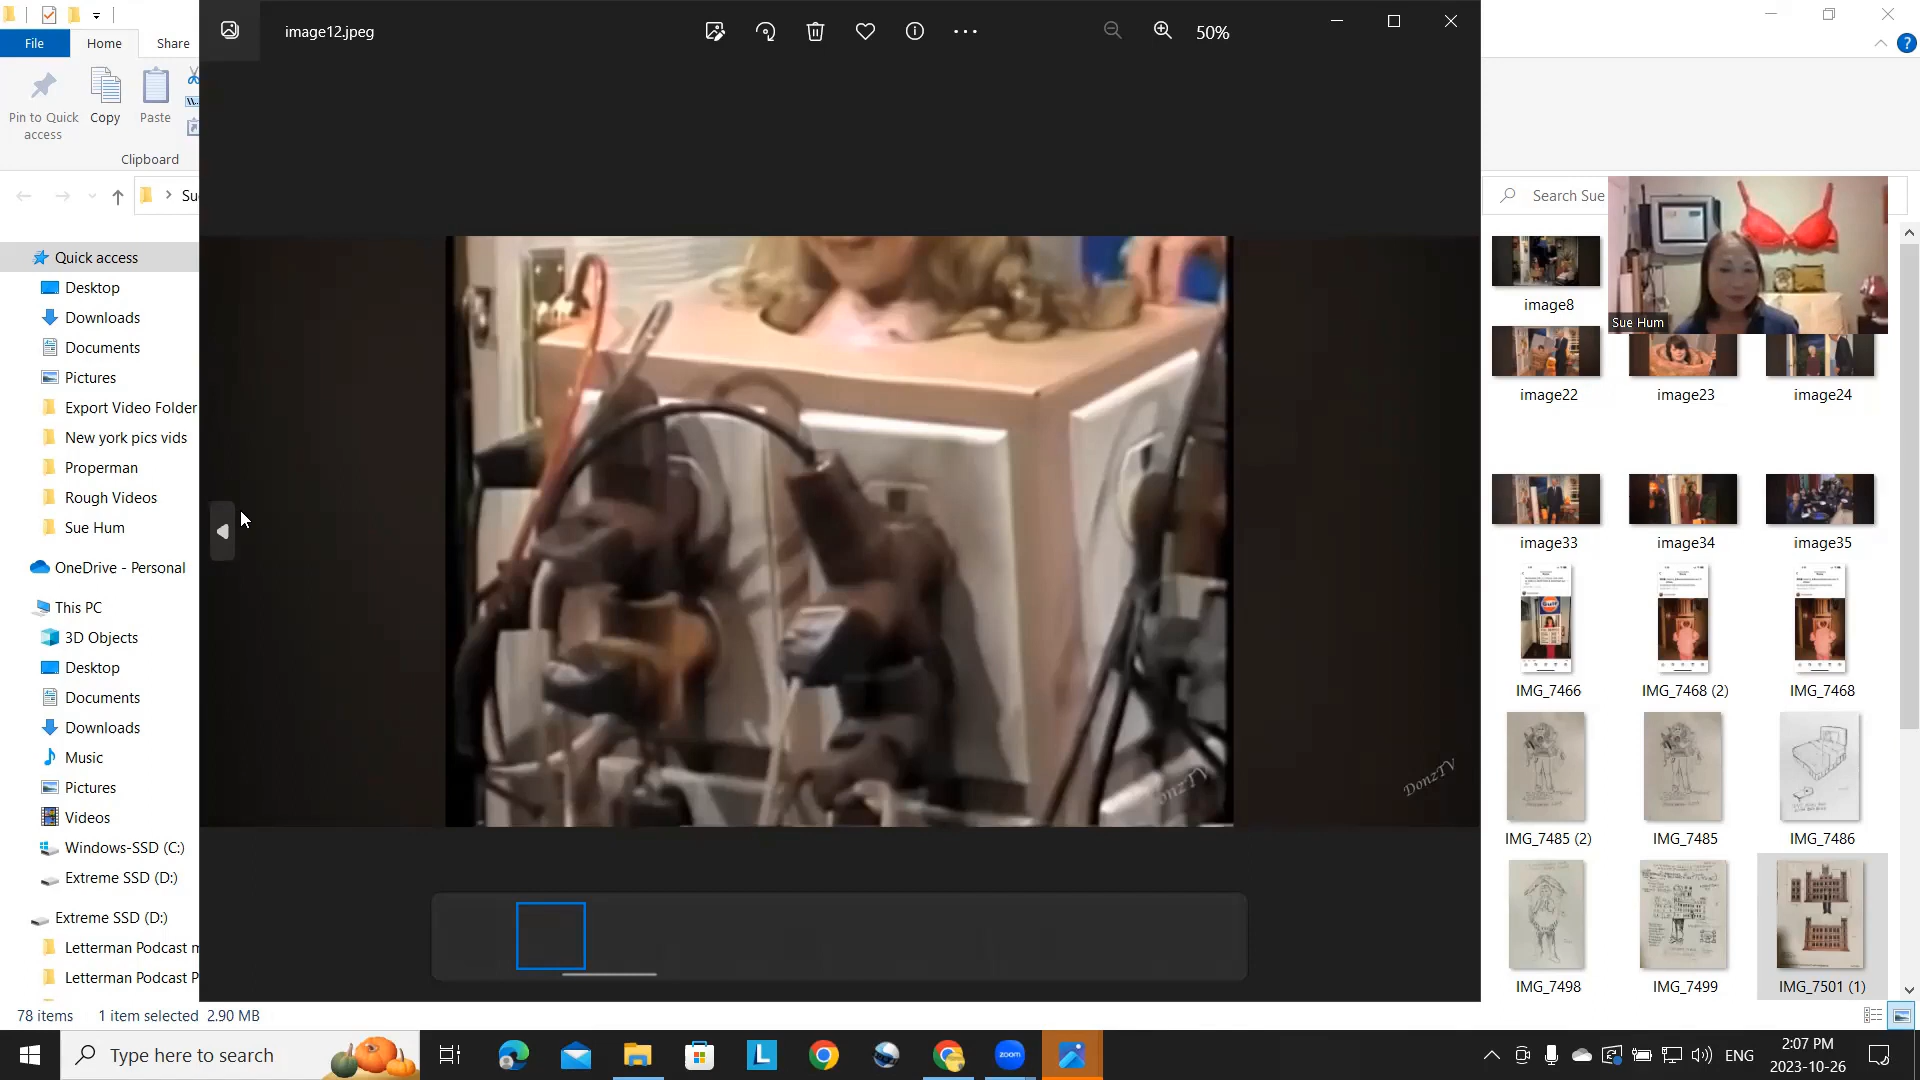 image12.jpeg
50%
File
Home
Share
Pin to Quick
access
Copy
Paste
Clipboard
Su
Search Sue
Quick access
Desktop
Downloads
Documents
Pictures
Export Video Folder
New york pics vids
Properman
Rough Videos
Sue Hum
OneDrive - Personal
This PC
3D Objects
Desktop
Documents
Downloads
Music
Pictures
Videos
Windows-SSD (C:)
Extreme SSD (D:)
Extreme SSD (D:)
Letterman Podcast m
Letterman Podcast P
DonzTV
onzTV
Sue Hum
image8
image22
image23
image24
image33
image34
image35
Gulf
IMG_7466
IMG_7468 (2)
IMG_7468
IMG_7485 (2)
IMG_7485
IMG_7486
IMG_7498
IMG_7499
IMG_7501 (1)
78 items
1 item selected 2.90 MB
Type here to search
L
zoom
ENG
2:07 PM
2023-10-26